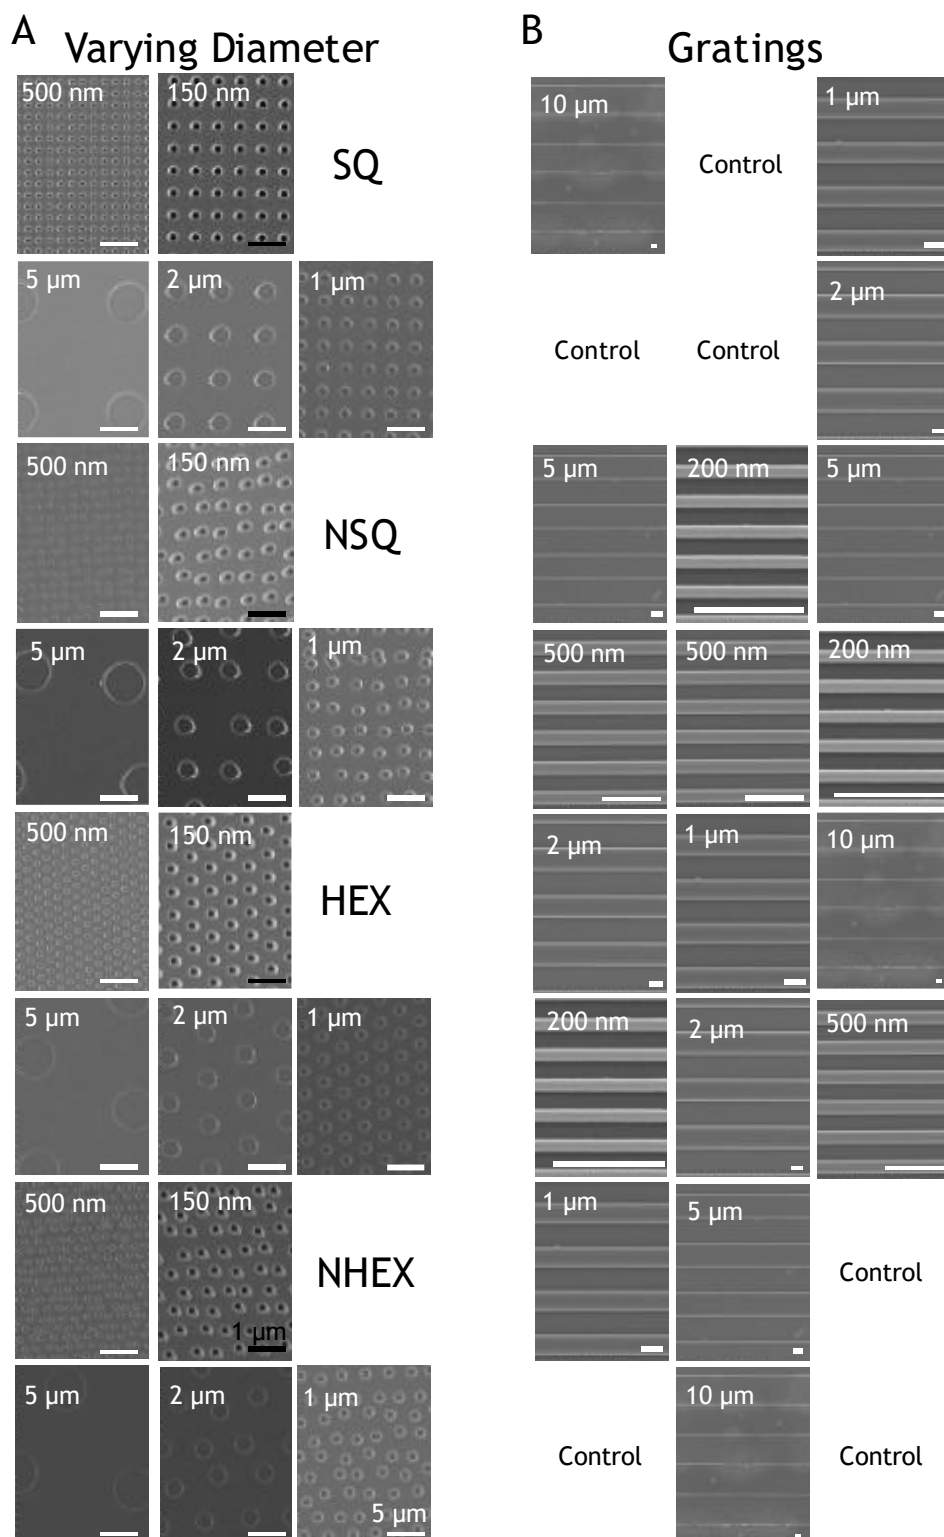 A
Varying Diameter
500 nm
150 nm
SQ
5 µm
2 µm
1 µm
500 nm
150 nm
NSQ
5 µm
2 µm
1 µm
500 nm
150 nm
HEX
5 µm
2 µm
1 µm
500 nm
150 nm
NHEX
1 µm
5 µm
2 µm
1 µm
5 µm
B
Gratings
10 µm
Control
1 µm
Control
Control
2 µm
5 µm
200 nm
5 µm
500 nm
500 nm
200 nm
2 µm
1 µm
10 µm
200 nm
2 µm
500 nm
1 µm
5 µm
Control
Control
10 µm
Control